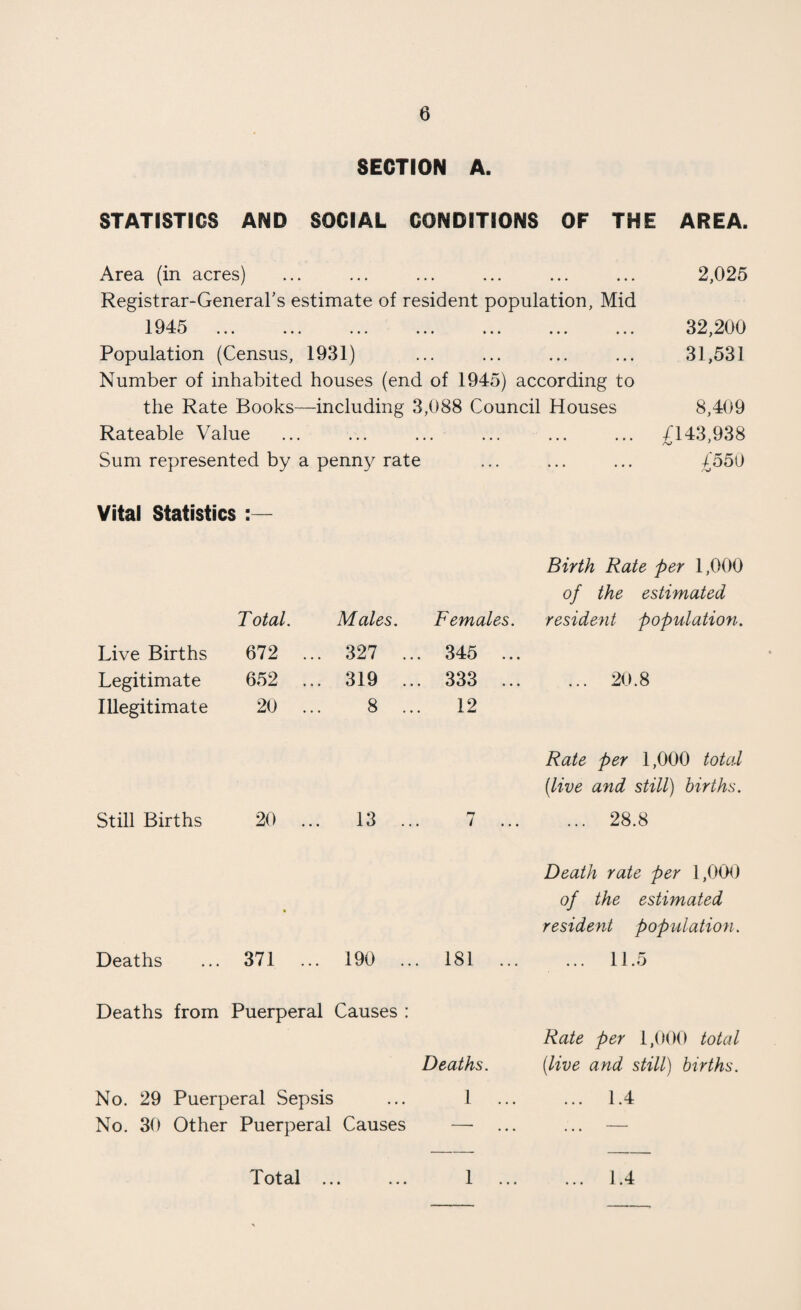 6
SECTION A.
STATISTICS AND SOCIAL CONDITIONS OF THE AREA.
Area (in acres) ... ... ... ... ... ... 2,025
Registrar-General's estimate of resident population, Mid
1945 ... ... ... ... ... ... ... 32,200
Population (Census, 1931) ... ... ... ... 31,531
Number of inhabited houses (end of 1945) according to
the Rate Books—including 3,088 Council Houses 8,409
Rateable Value ... ... ... ... ... ... £143,938
Sum represented by a penny rate ... ... ... £550
Vital Statistics :—
Birth Rate per 1,000
of the estimated
Total. Males. Females. resident population.
Live Births 672 ... 327 ... 345 ...
Legitimate 652 ... 319 ... 333 ... ... 20.8
Illegitimate 20 ... 8 ... 12
Rate per 1,000 total
(live and still) births.
Still Births 20 ... 13 ... 7 ... ... 28.8
Death rate per 1,000
of the estimated
resident population.
Deaths ... 371 ... 190 ... 181 ... ... 11.5
Deaths from Puerperal Causes :
Rate per 1,000 total
Deaths. (live and still) births.
No. 29 Puerperal Sepsis ... 1 ... ... 1.4
No. 30 Other Puerperal Causes — ... ... —
Total ... ... 1 ... ... 1.4